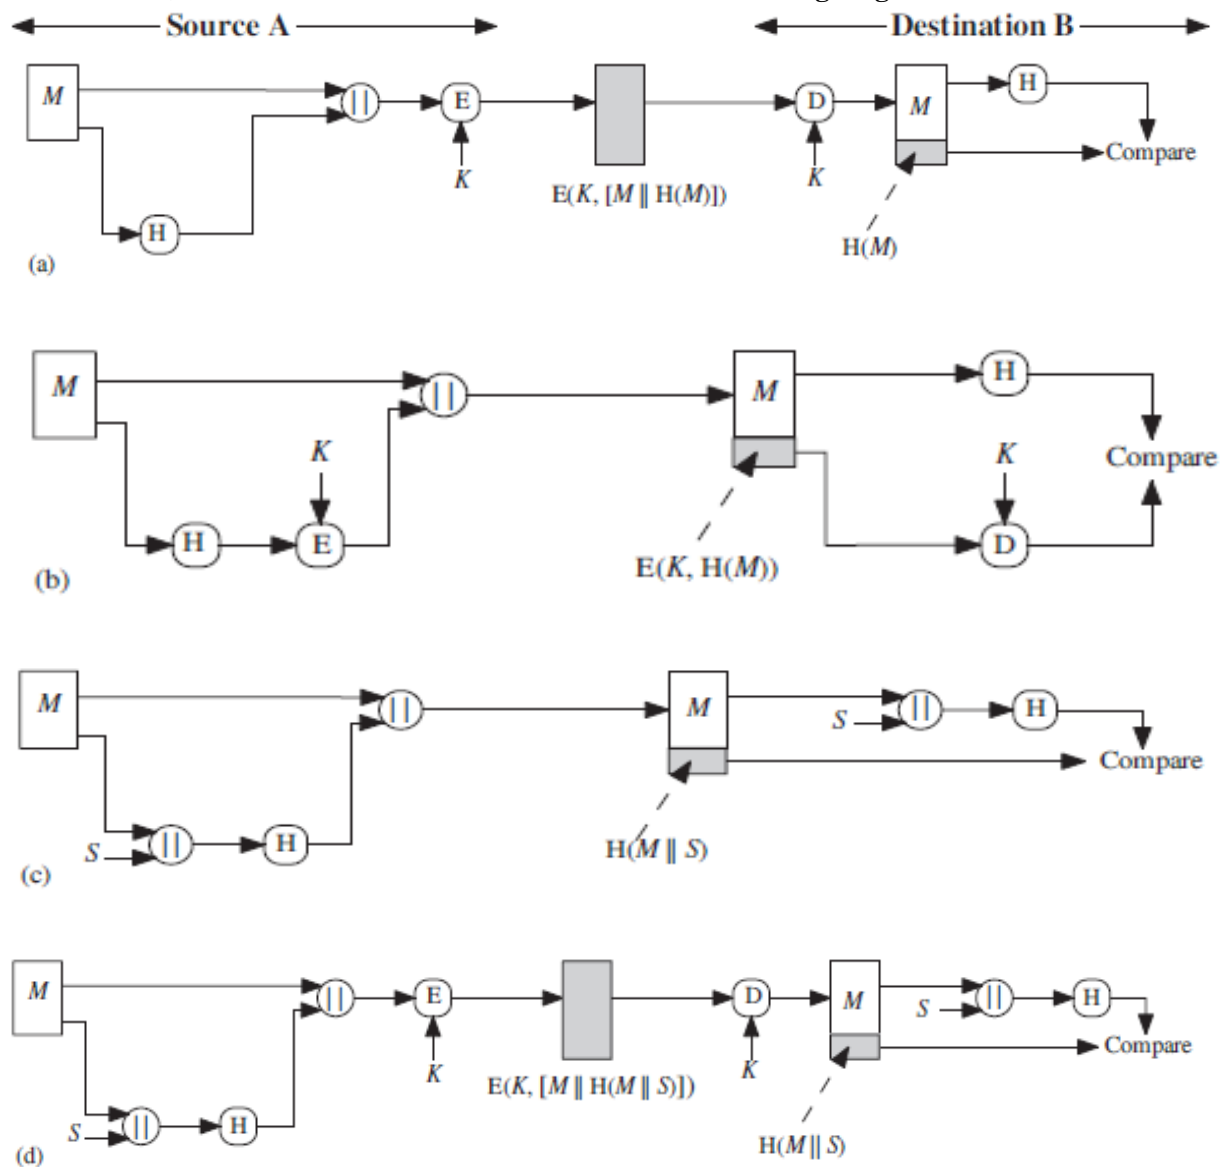 Source A Destination B
M || E D M H
K K Compare
E(K, [M || H(M)])
H
H(M)
(a)
M || M H
K K Compare
H E D
E(K, H(M))
(b)
M || M S || H
Compare
S || H
H(M || S)
(c)
M || E D M S || H
K K Compare
E(K, [M || H(M || S)])
S || H
H(M || S)
(d)